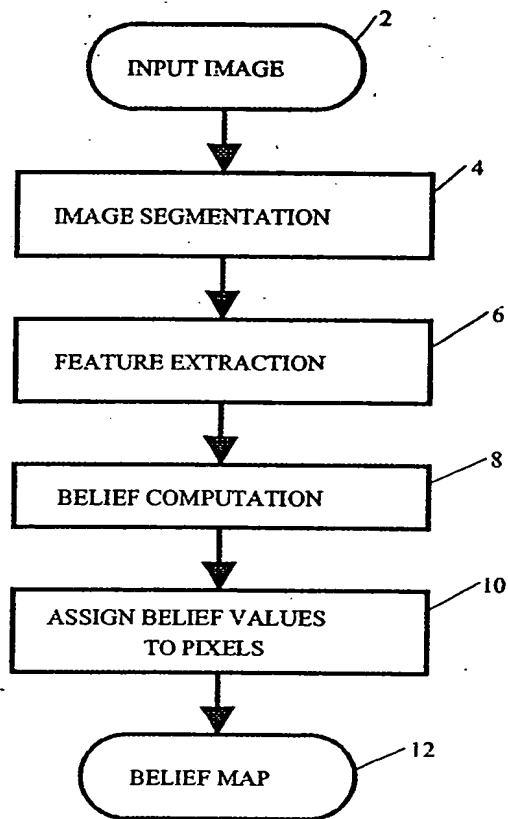 2
INPUT IMAGE
4
IMAGE SEGMENTATION
6
FEATURE EXTRACTION
8
BELIEF COMPUTATION
10
ASSIGN BELIEF VALUES
TO PIXELS
12
BELIEF MAP